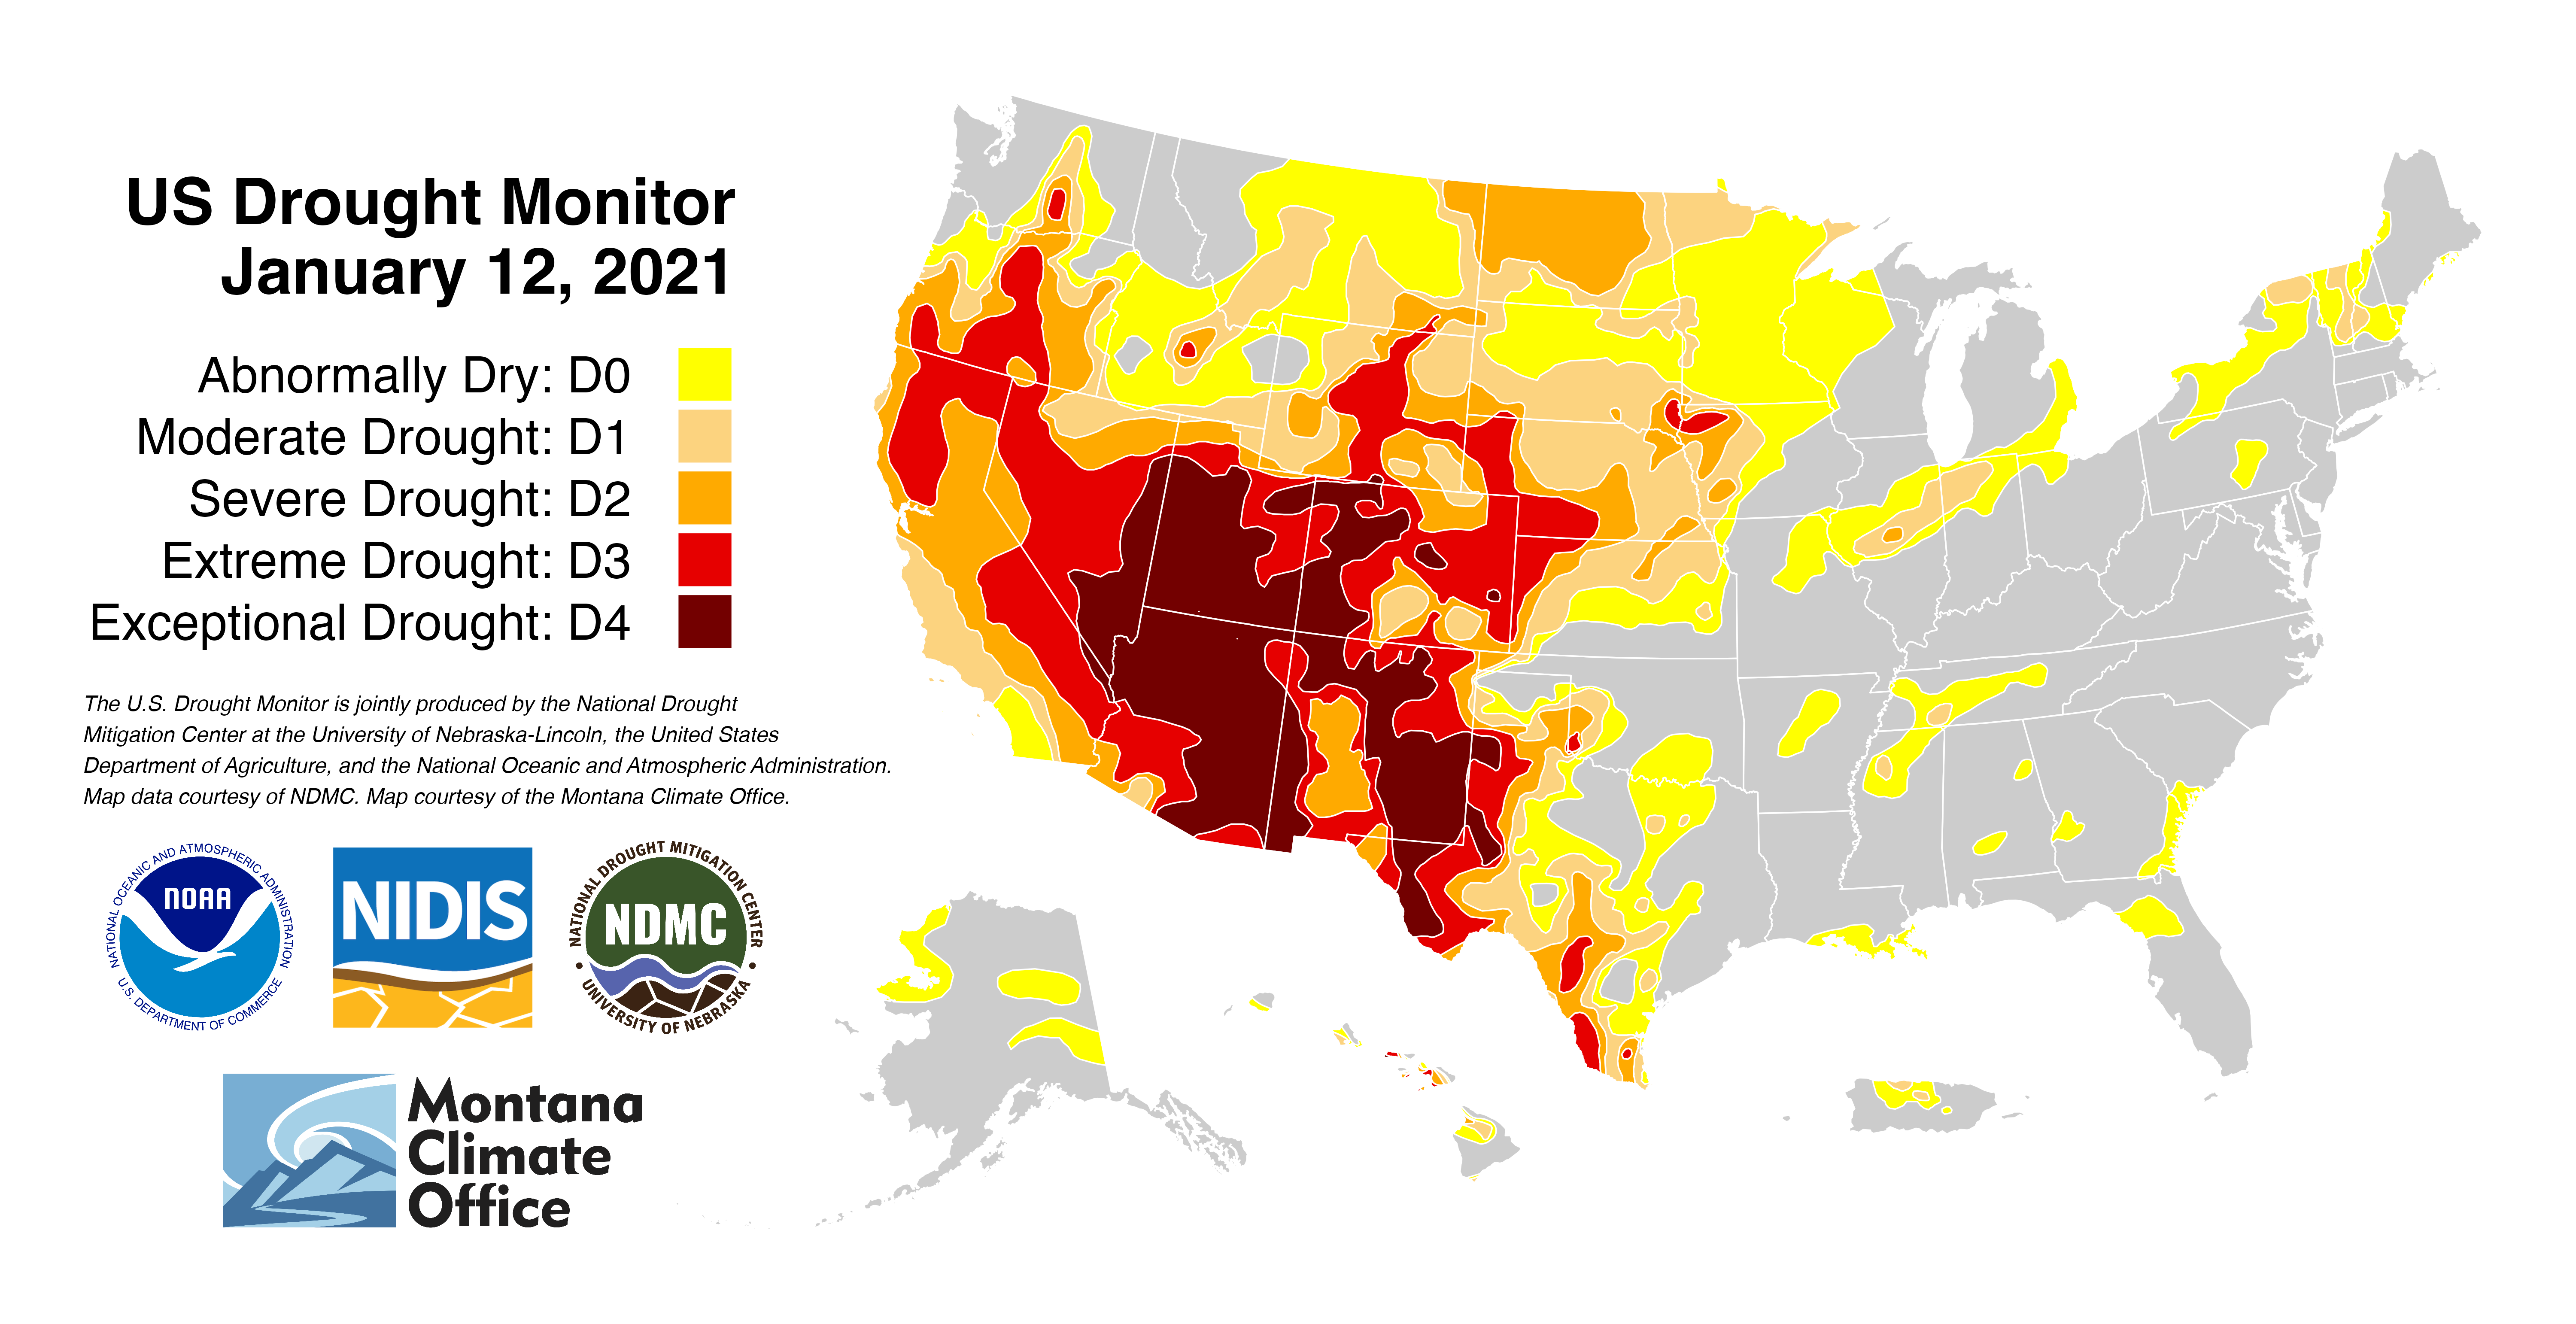 US Drought Monitor
January 12, 2021
Abnormally Dry: D0
Moderate Drought: D1
Severe Drought: D2
Extreme Drought: D3
Exceptional Drought: D4
The U.S. Drought Monitor is jointly produced by the National Drought
Mitigation Center at the University of Nebraska-Lincoln, the United States
Department of Agriculture, and the National Oceanic and Atmospheric Administration.
Map data courtesy of NDMC. Map courtesy of the Montana Climate Office.
NATIONAL OCEANIC AND ATMOSPHERIC ADMINISTRATION
NOAA
U.S. DEPARTMENT OF COMMERCE
NIDIS
NATIONAL DROUGHT MITIGATION CENTER
NDMC
UNIVERSITY OF NEBRASKA
Montana
Climate
Office